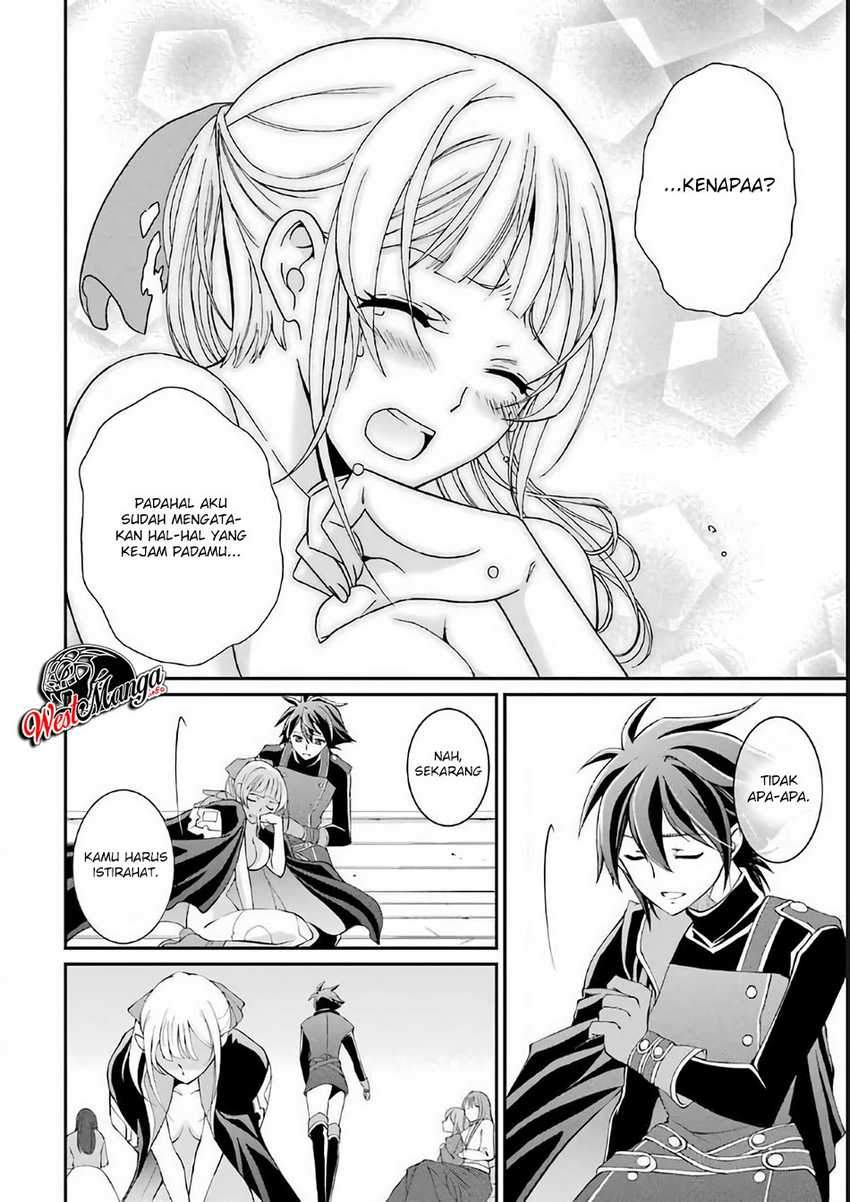 ...KENAPAA?
PADAHAL AKU
SUDAH MENGATA-
KAN HAL-HAL YANG
KEJAM PADAMU...
WestManga
.info
TIDAK
APA-APA.
NAH,
SEKARANG
KAMU HARUS
ISTIRAHAT.